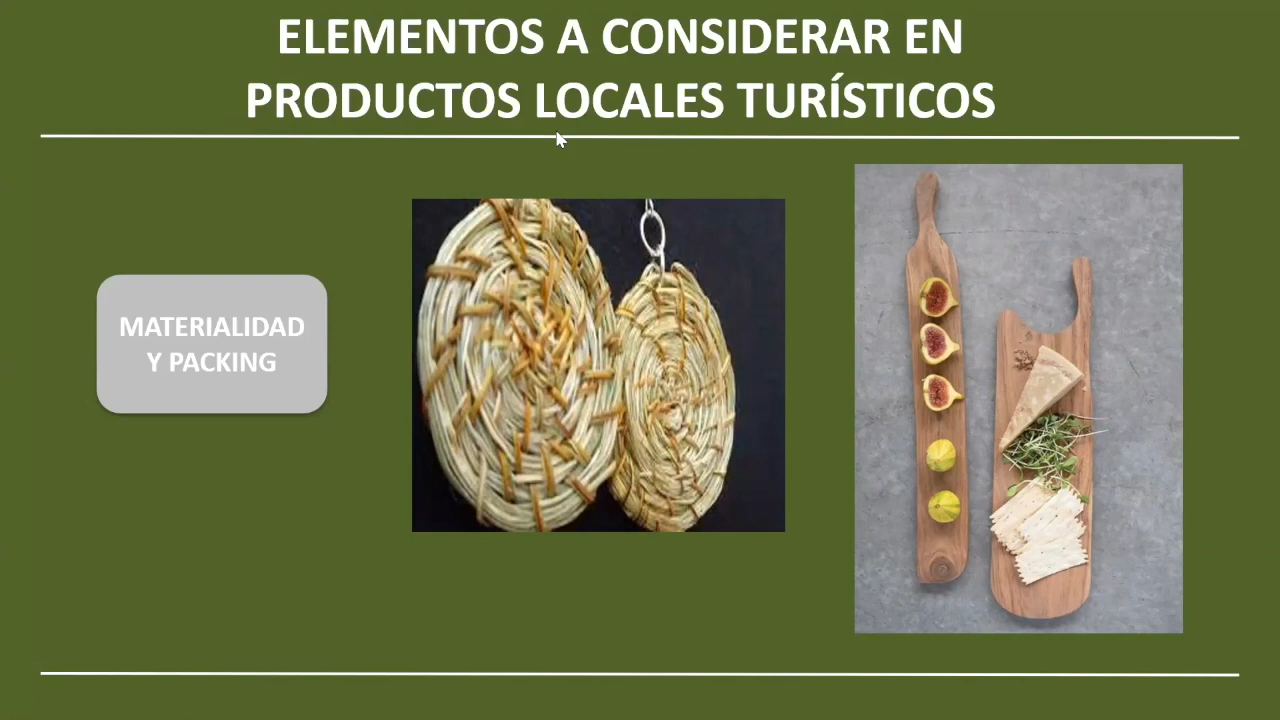 ELEMENTOS A CONSIDERAR EN
PRODUCTOS LOCALES TURÍSTICOS
MATERIALIDAD
Y PACKING